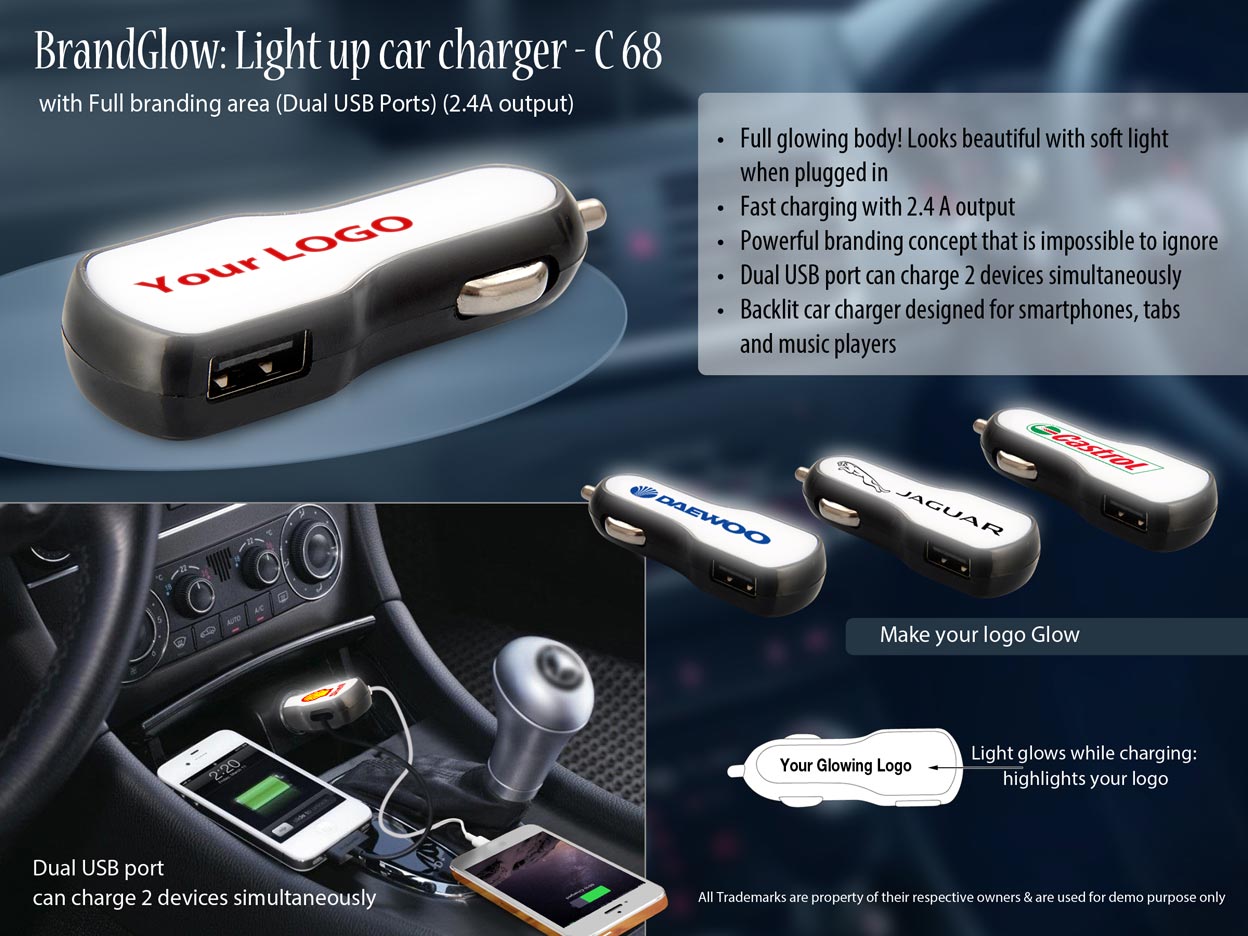 BrandGlow: Light up car charger - C 68
with Full branding area (Dual USB Ports) (2.4A output)
• Full glowing body! Looks beautiful with soft light
when plugged in
• Fast charging with 2.4 A output
• Powerful branding concept that is impossible to ignore
• Dual USB port can charge 2 devices simultaneously
• Backlit car charger designed for smartphones, tabs
and music players
Your LOGO
Castrol
JAGUAR
DAEWOO
Make your logo Glow
AUTO
A/C
2:20
Your Glowing Logo
Light glows while charging:
highlights your logo
Dual USB port
can charge 2 devices simultaneously
All Trademarks are property of their respective owners & are used for demo purpose only